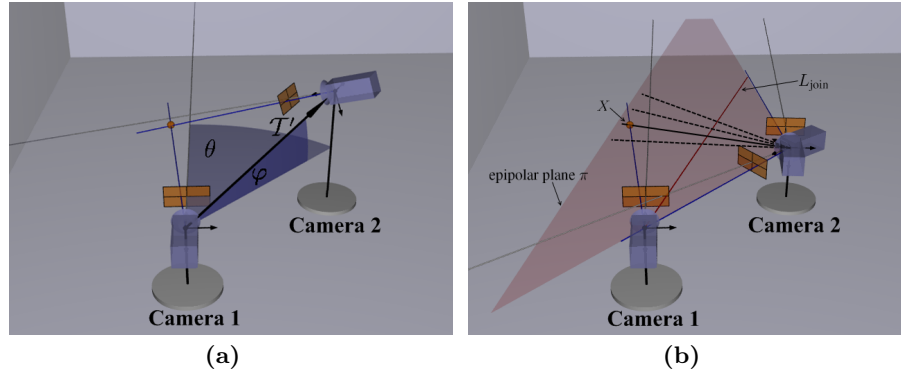 θ
𝒯′
φ
Camera 2
Camera 1
(a)
X
L_join
epipolar plane π
Camera 2
Camera 1
(b)